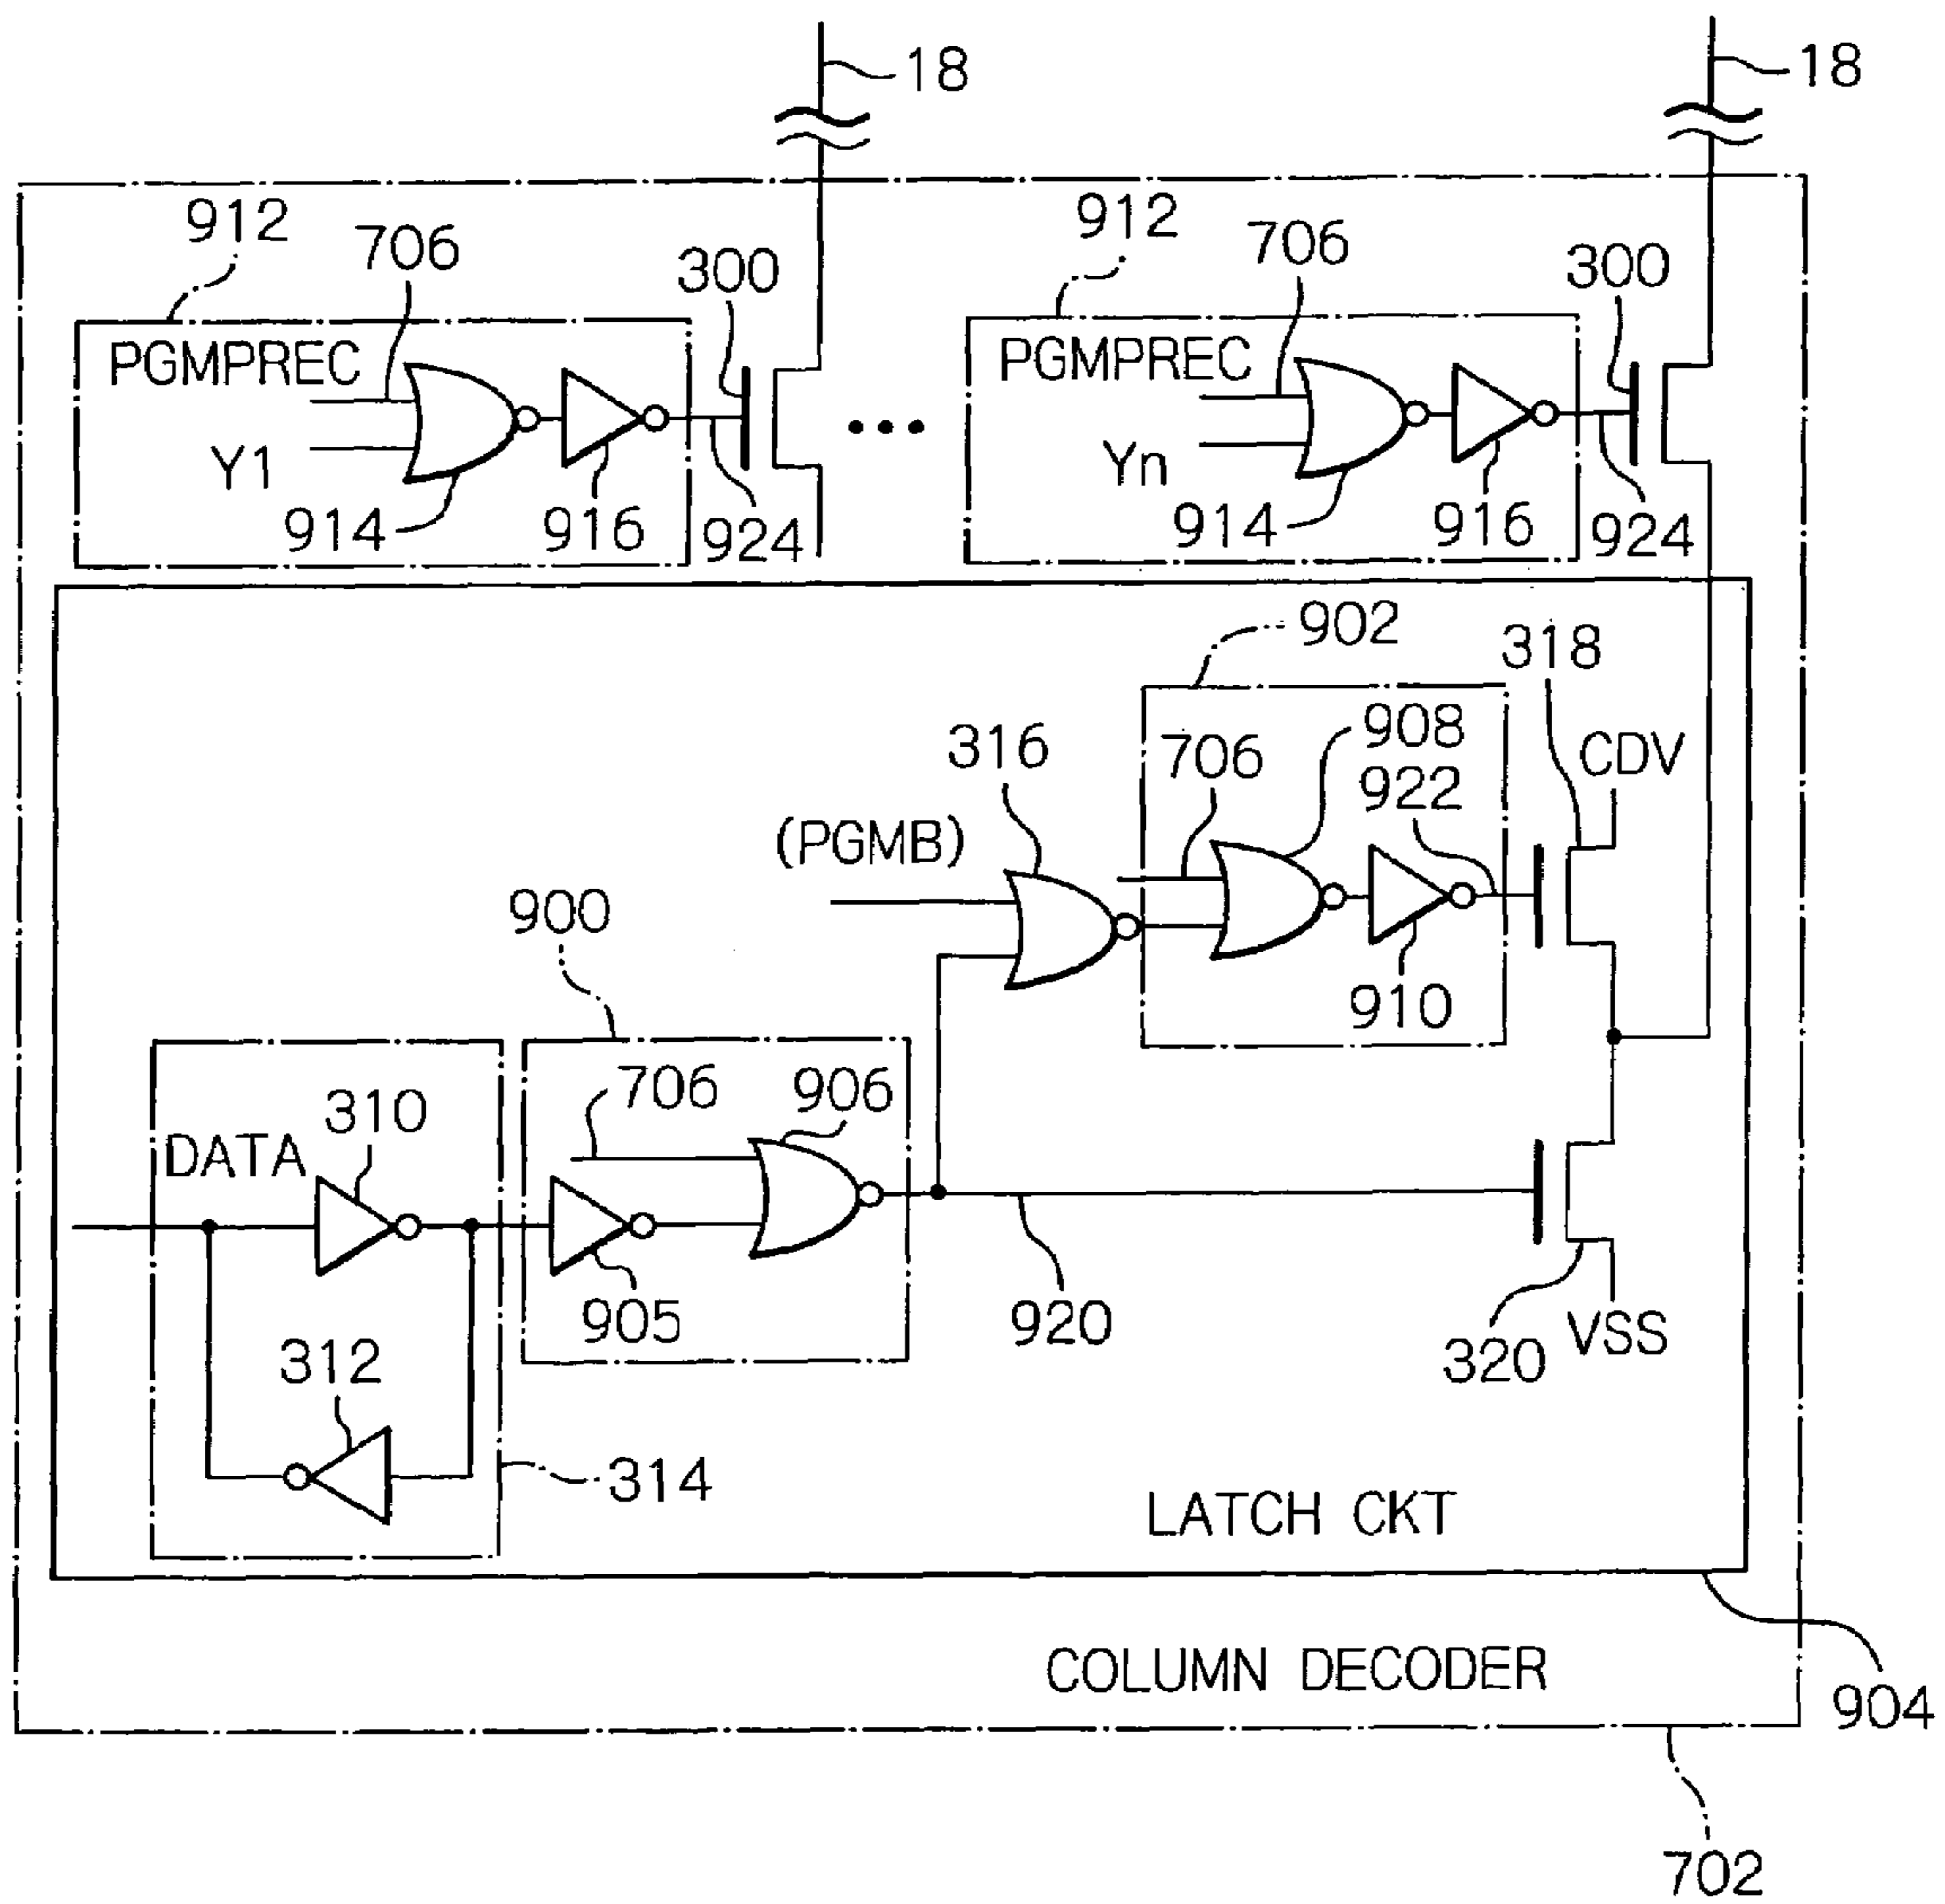 18 18
912 706 300 912 706 300
PGMPREC PGMPREC
Y1 Yn
914 916 924 914 916 924
902
318
316 706 908 CDV
922
(PGMB)
900
910
706 906
310
DATA
905 920 VSS
312 320
314
LATCH CKT
COLUMN DECODER
904
702